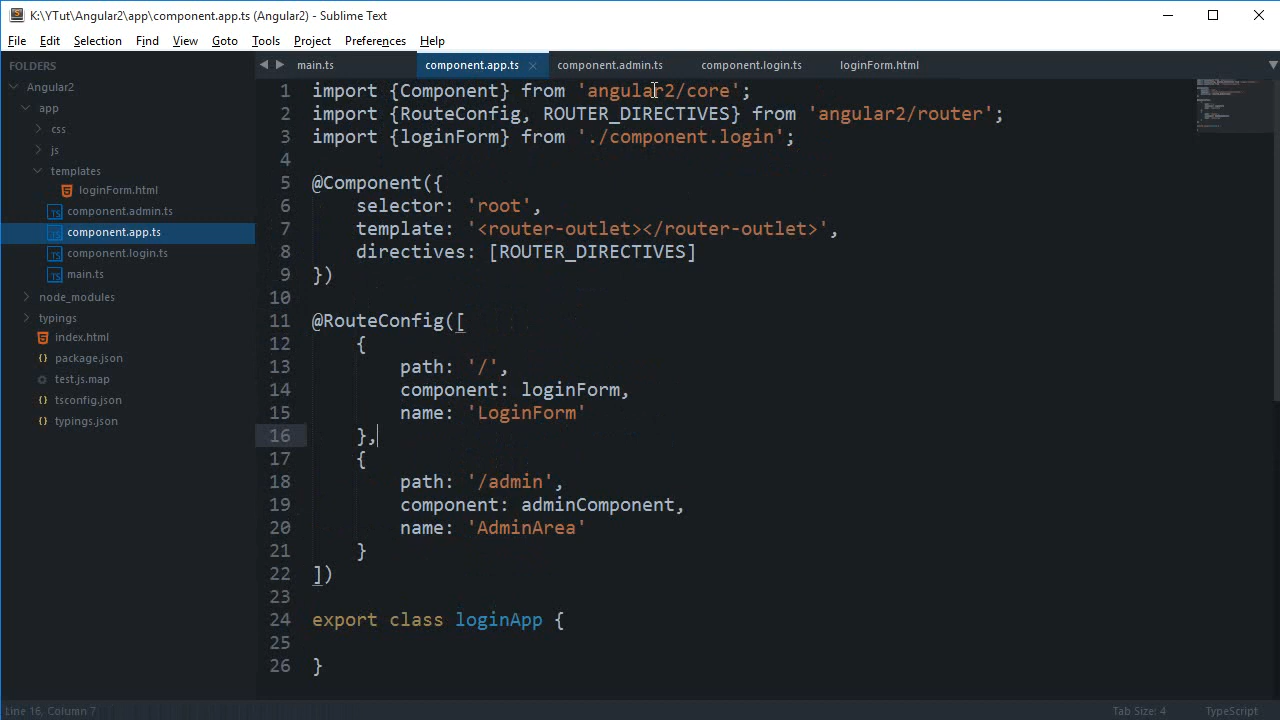 K:\YTut\Angular2\app\component.app.ts (Angular2) - Sublime Text
File Edit Selection Find View Goto Tools Project Preferences Help
FOLDERS
Angular2
app
css
js
templates
loginForm.html
component.admin.ts
component.app.ts
component.login.ts
main.ts
node_modules
typings
index.html
package.json
test.js.map
tsconfig.json
typings.json
main.ts component.app.ts component.admin.ts component.login.ts loginForm.html
1 import {Component} from 'angular2/core';
2 import {RouteConfig, ROUTER_DIRECTIVES} from 'angular2/router';
3 import {loginForm} from './component.login';
4
5 @Component({
6     selector: 'root',
7     template: '<router-outlet></router-outlet>',
8     directives: [ROUTER_DIRECTIVES]
9 })
10
11 @RouteConfig([
12     {
13         path: '/',
14         component: loginForm,
15         name: 'LoginForm'
16     },
17     {
18         path: '/admin',
19         component: adminComponent,
20         name: 'AdminArea'
21     }
22 ])
23
24 export class loginApp {
25
26 }
Line 16, Column 7 Tab Size: 4 TypeScript